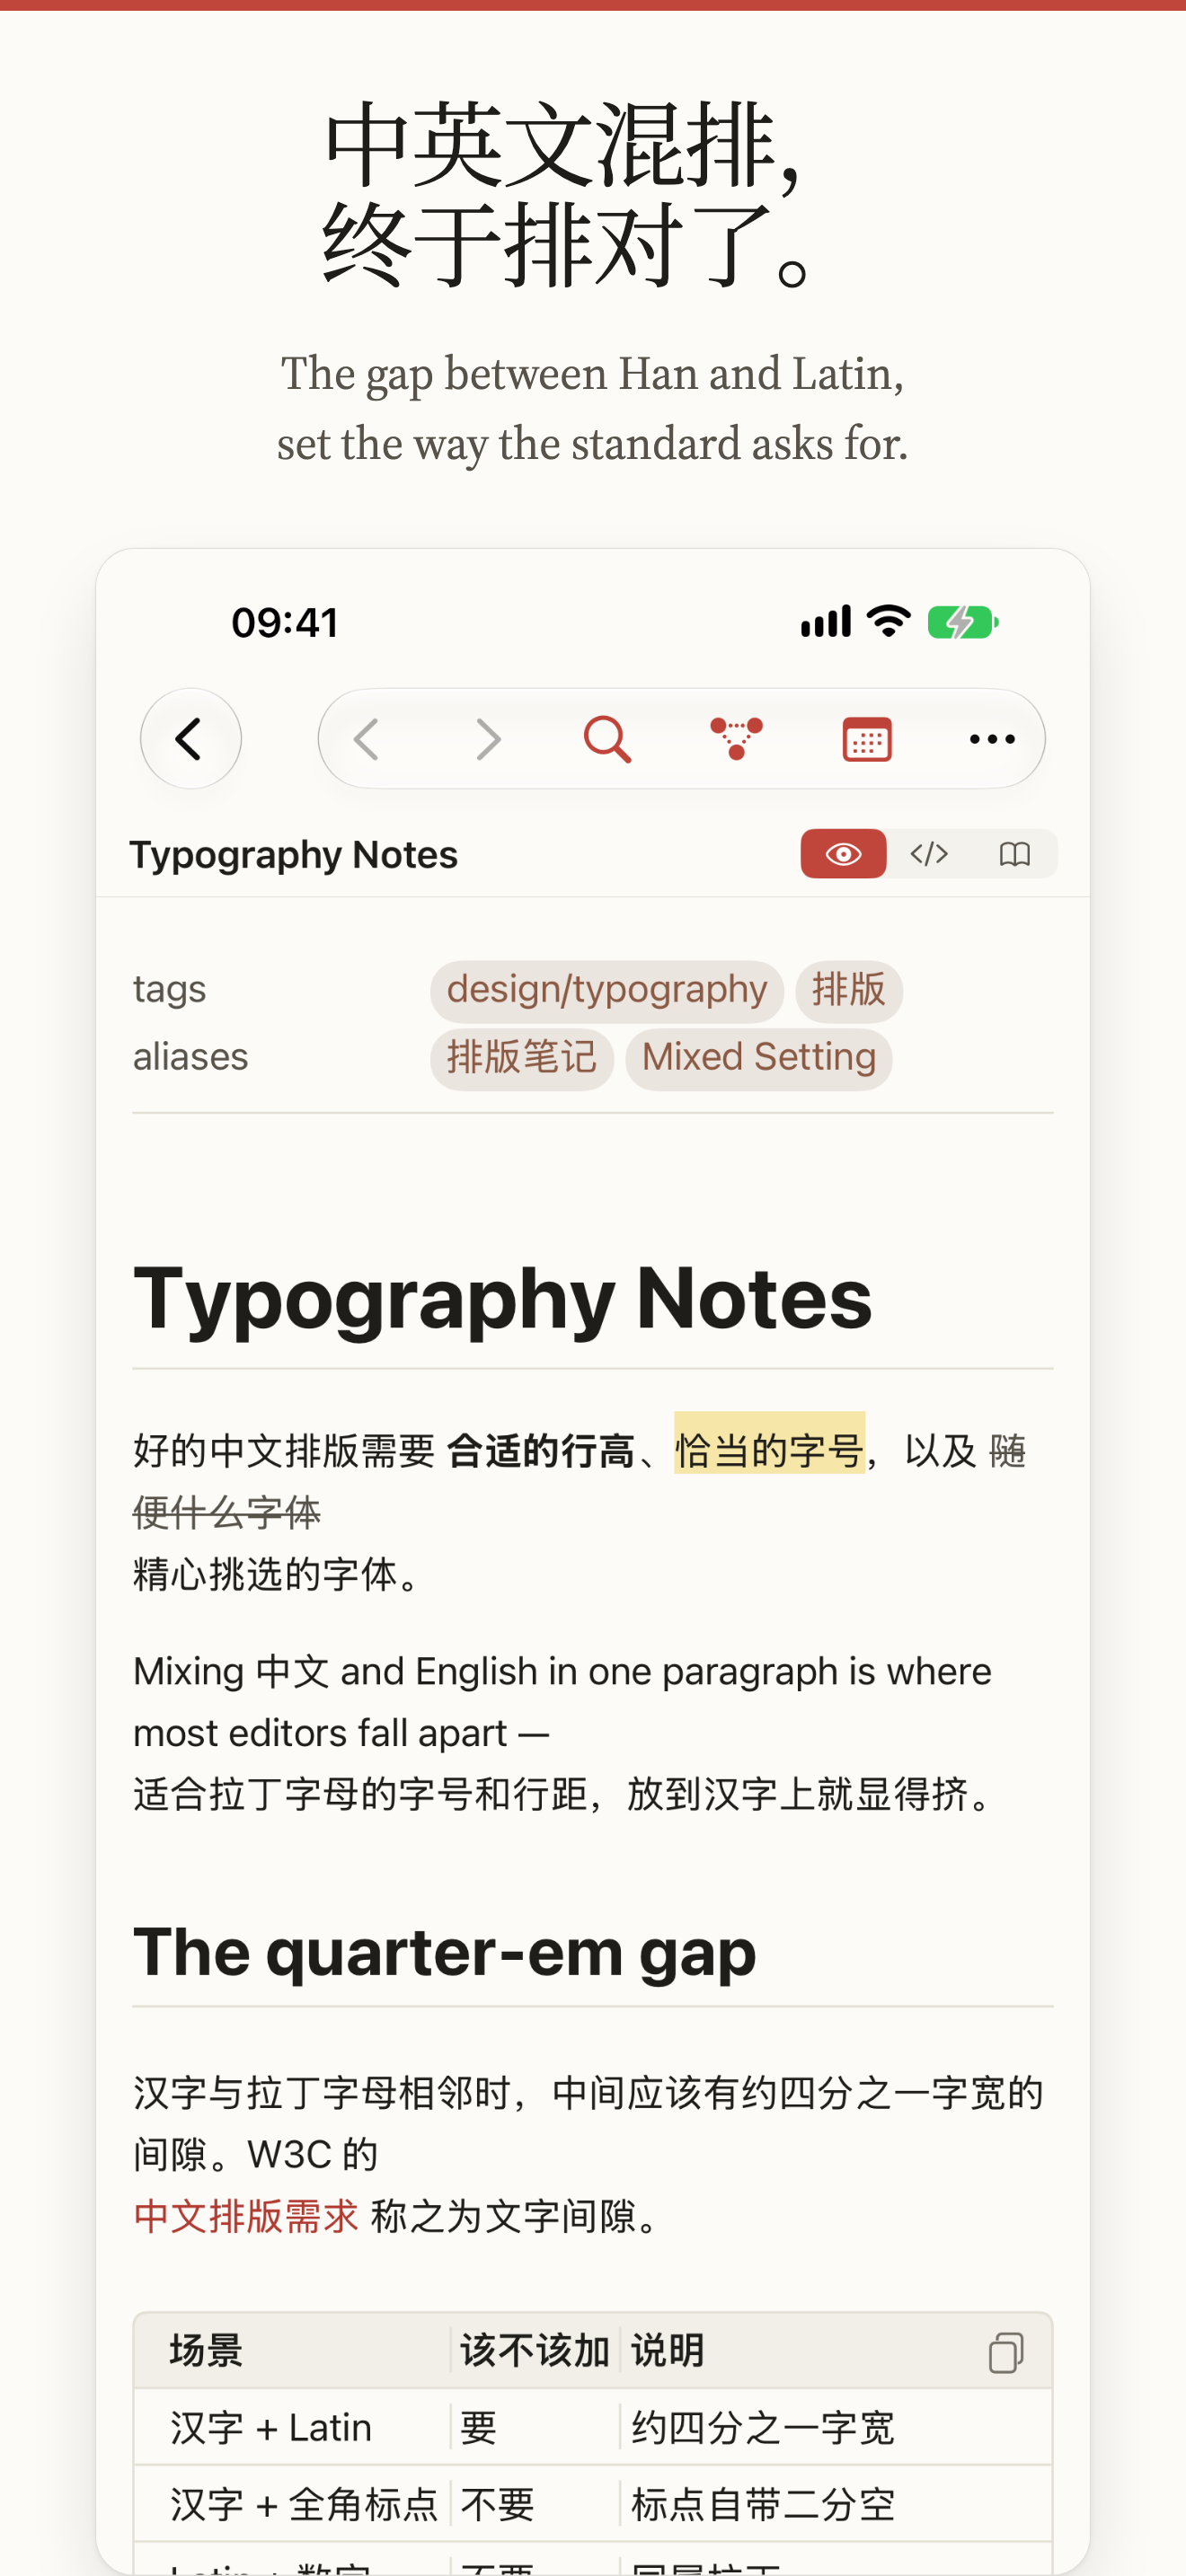 中英文混排，
终于排对了。
The gap between Han and Latin,
set the way the standard asks for.
09:41
Typography Notes
tags design/typography 排版
aliases 排版笔记 Mixed Setting
Typography Notes
好的中文排版需要 合适的行高、恰当的字号，以及 随
便什么字体
精心挑选的字体。
Mixing 中文 and English in one paragraph is where
most editors fall apart —
适合拉丁字母的字号和行距，放到汉字上就显得挤。
The quarter-em gap
汉字与拉丁字母相邻时，中间应该有约四分之一字宽的
间隙。W3C 的
中文排版需求 称之为文字间隙。
场景 该不该加 说明
汉字 + Latin 要 约四分之一字宽
汉字 + 全角标点 不要 标点自带二分空
Latin + 数字 不要